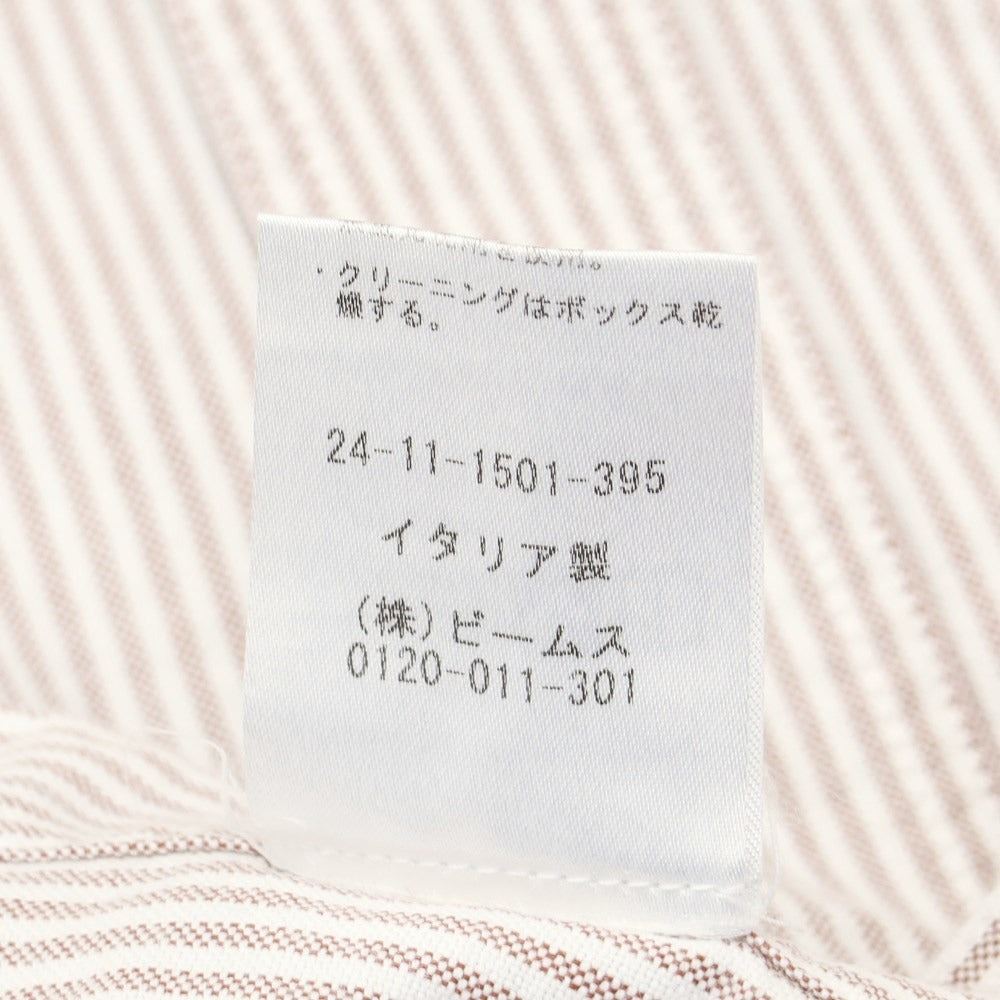 ・クリーニングはボックス乾
燥する。
24-11-1501-395
イタリア製
(株)ビームス
0120-011-301